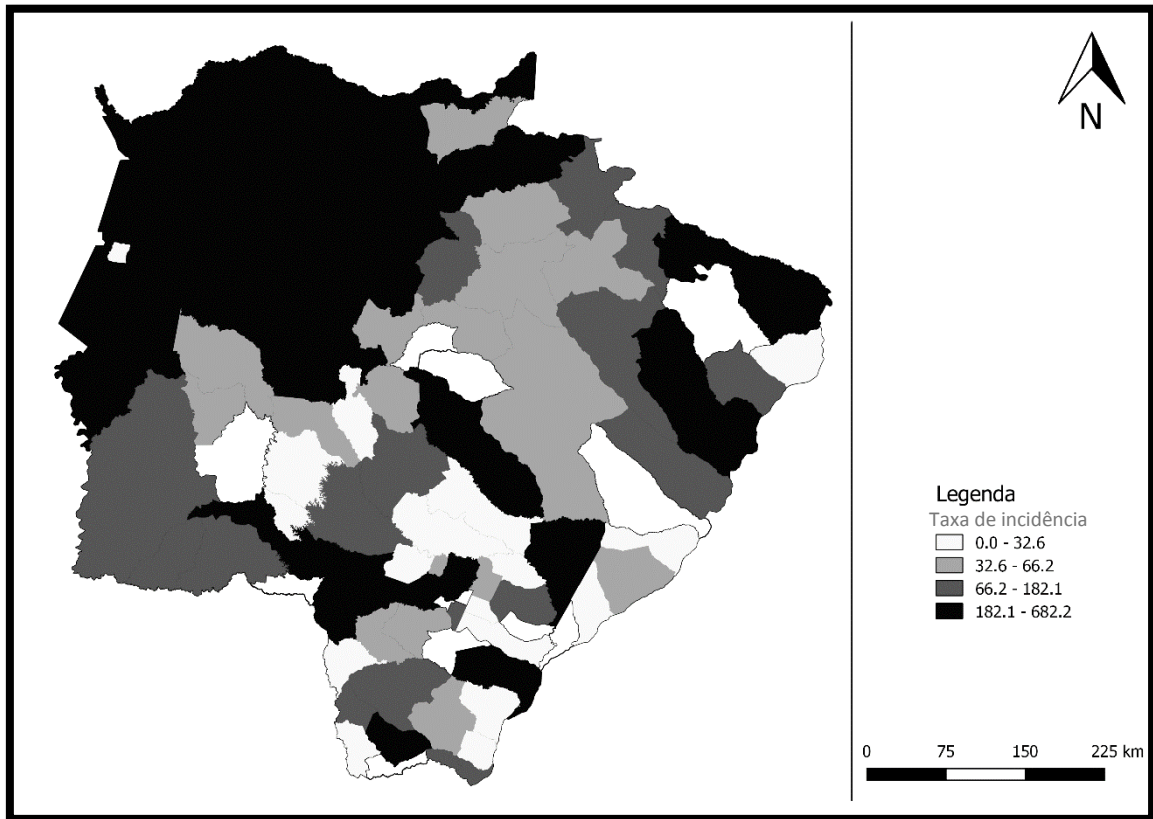 N
Legenda
Taxa de incidência
0.0 - 32.6
32.6 - 66.2
66.2 - 182.1
182.1 - 682.2
0 75 150 225 km